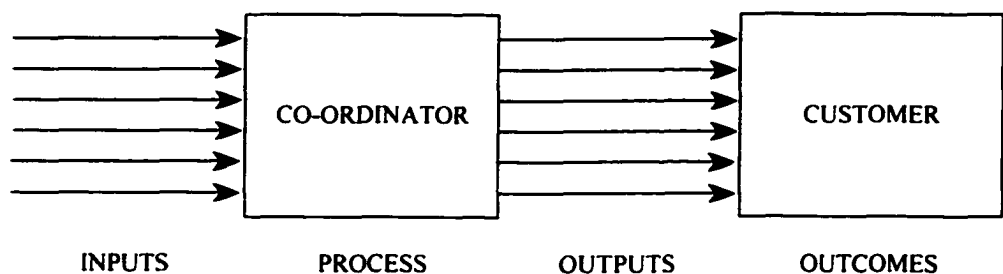 CO-ORDINATOR
CUSTOMER
INPUTS
PROCESS
OUTPUTS
OUTCOMES